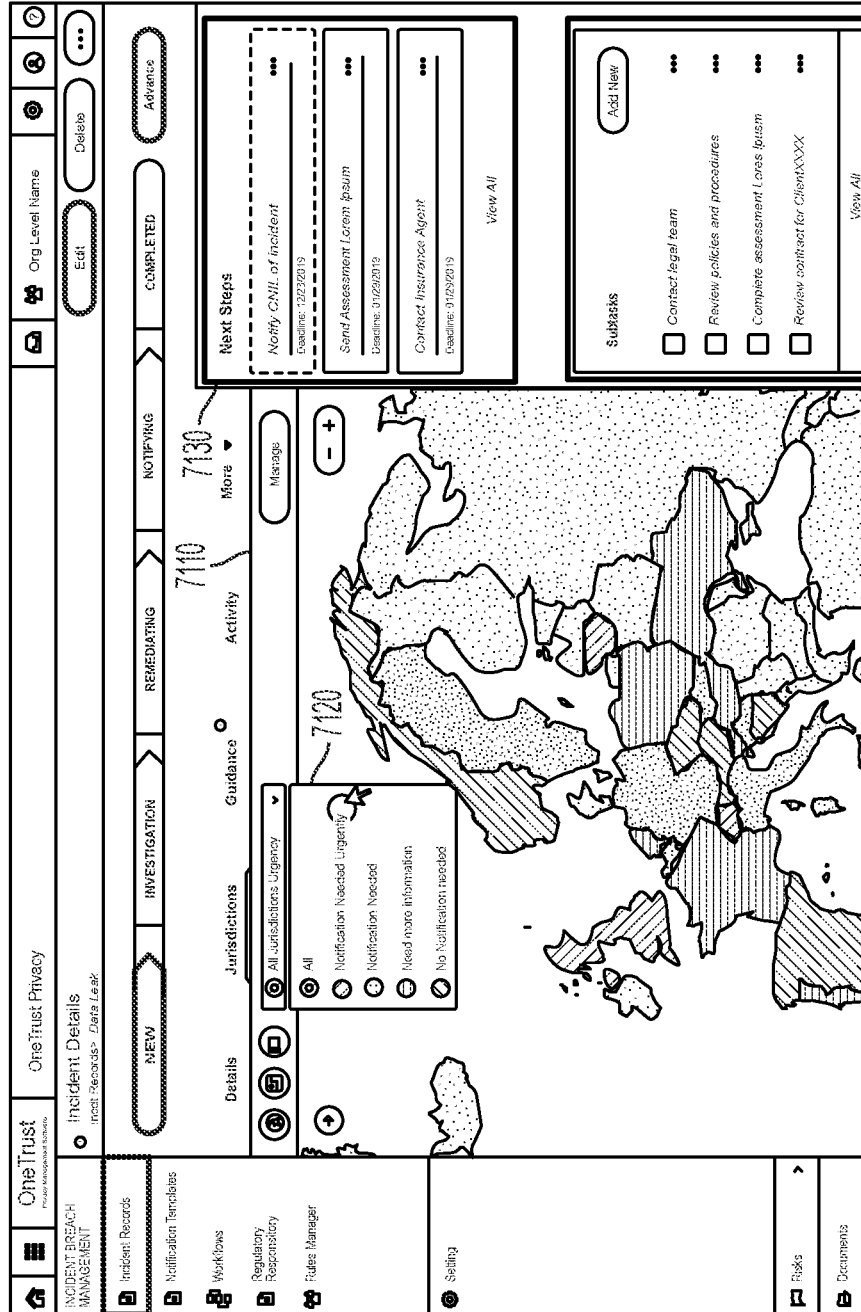 OneTrust
Privacy Management Software
OneTrust Privacy
Org Level Name
?
INCIDENT BREACH
MANAGEMENT
Incident Details
Incdt Records> Data Leak
Edit
Delete
Incident Records
Notification Templates
Workflows
Regulatory
Responsitory
Rules Manager
Setting
Risks
Documents
NEW
INVESTIGATION
REMEDIATING
NOTIFYING
COMPLETED
Advance
Details
Jurisdictions
Guidance
Activity
More
7110
7130
All Jurisdictions Urgency
Manage
7120
All
Notification Needed Urgently
Notification Needed
Need more information
No Notification needed
- +
Next Steps
Notify CNIL of Incident
Deadline: 12/23/2019
Send Assessment Lorem Ipsum
Deadline: 01/29/2019
Contact Insurance Agent
Deadline: 01/29/2019
View All
Subtasks
Add New
Contact legal team
Review policies and procedures
Complete assessment Lores Ipusm
Review contract for ClientXXXX
View All